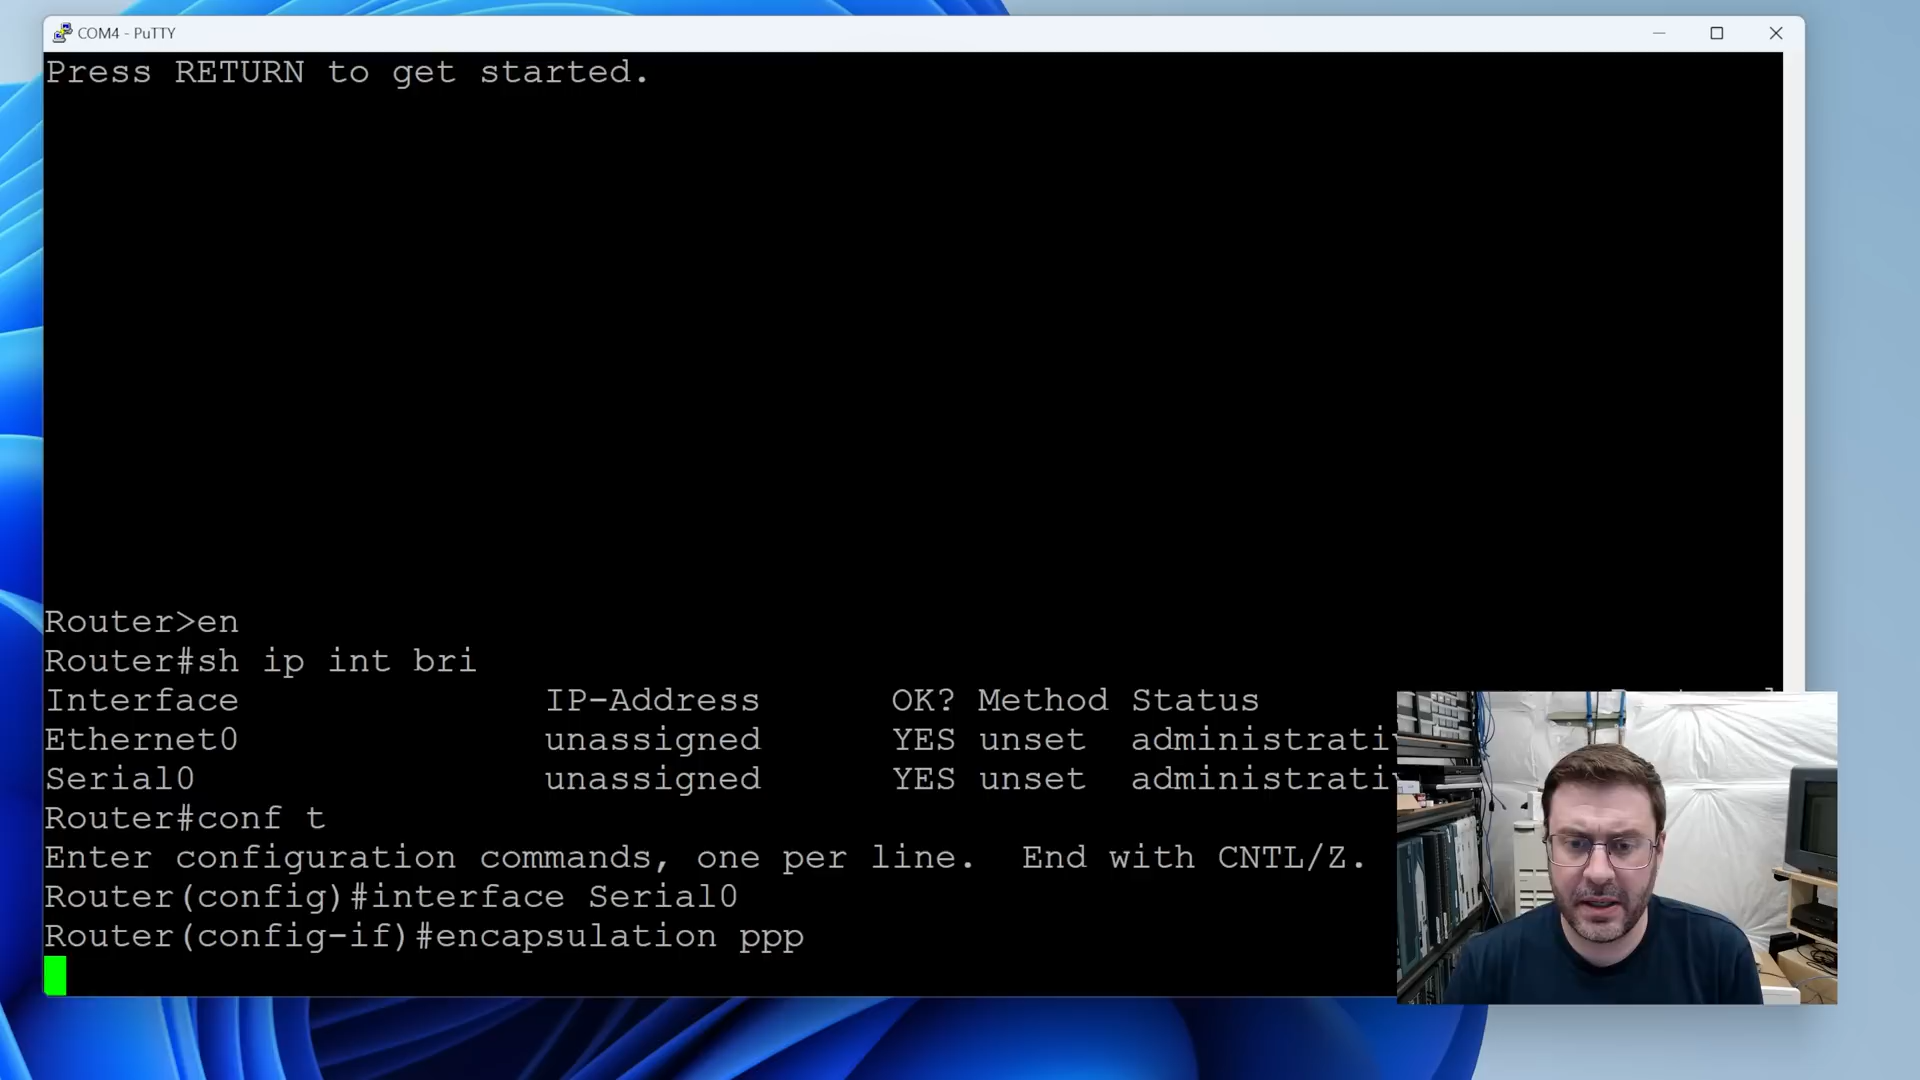 COM4 - PuTTY
Press RETURN to get started.
Router>en
Router#sh ip int bri
Interface IP-Address OK? Method Status
Ethernet0 unassigned YES unset
Serial0 unassigned YES unset
Router#conf t
Enter configuration commands, one per line. End with CNTL/Z.
Router(config)#interface Serial0
Router(config-if)#encapsulation ppp